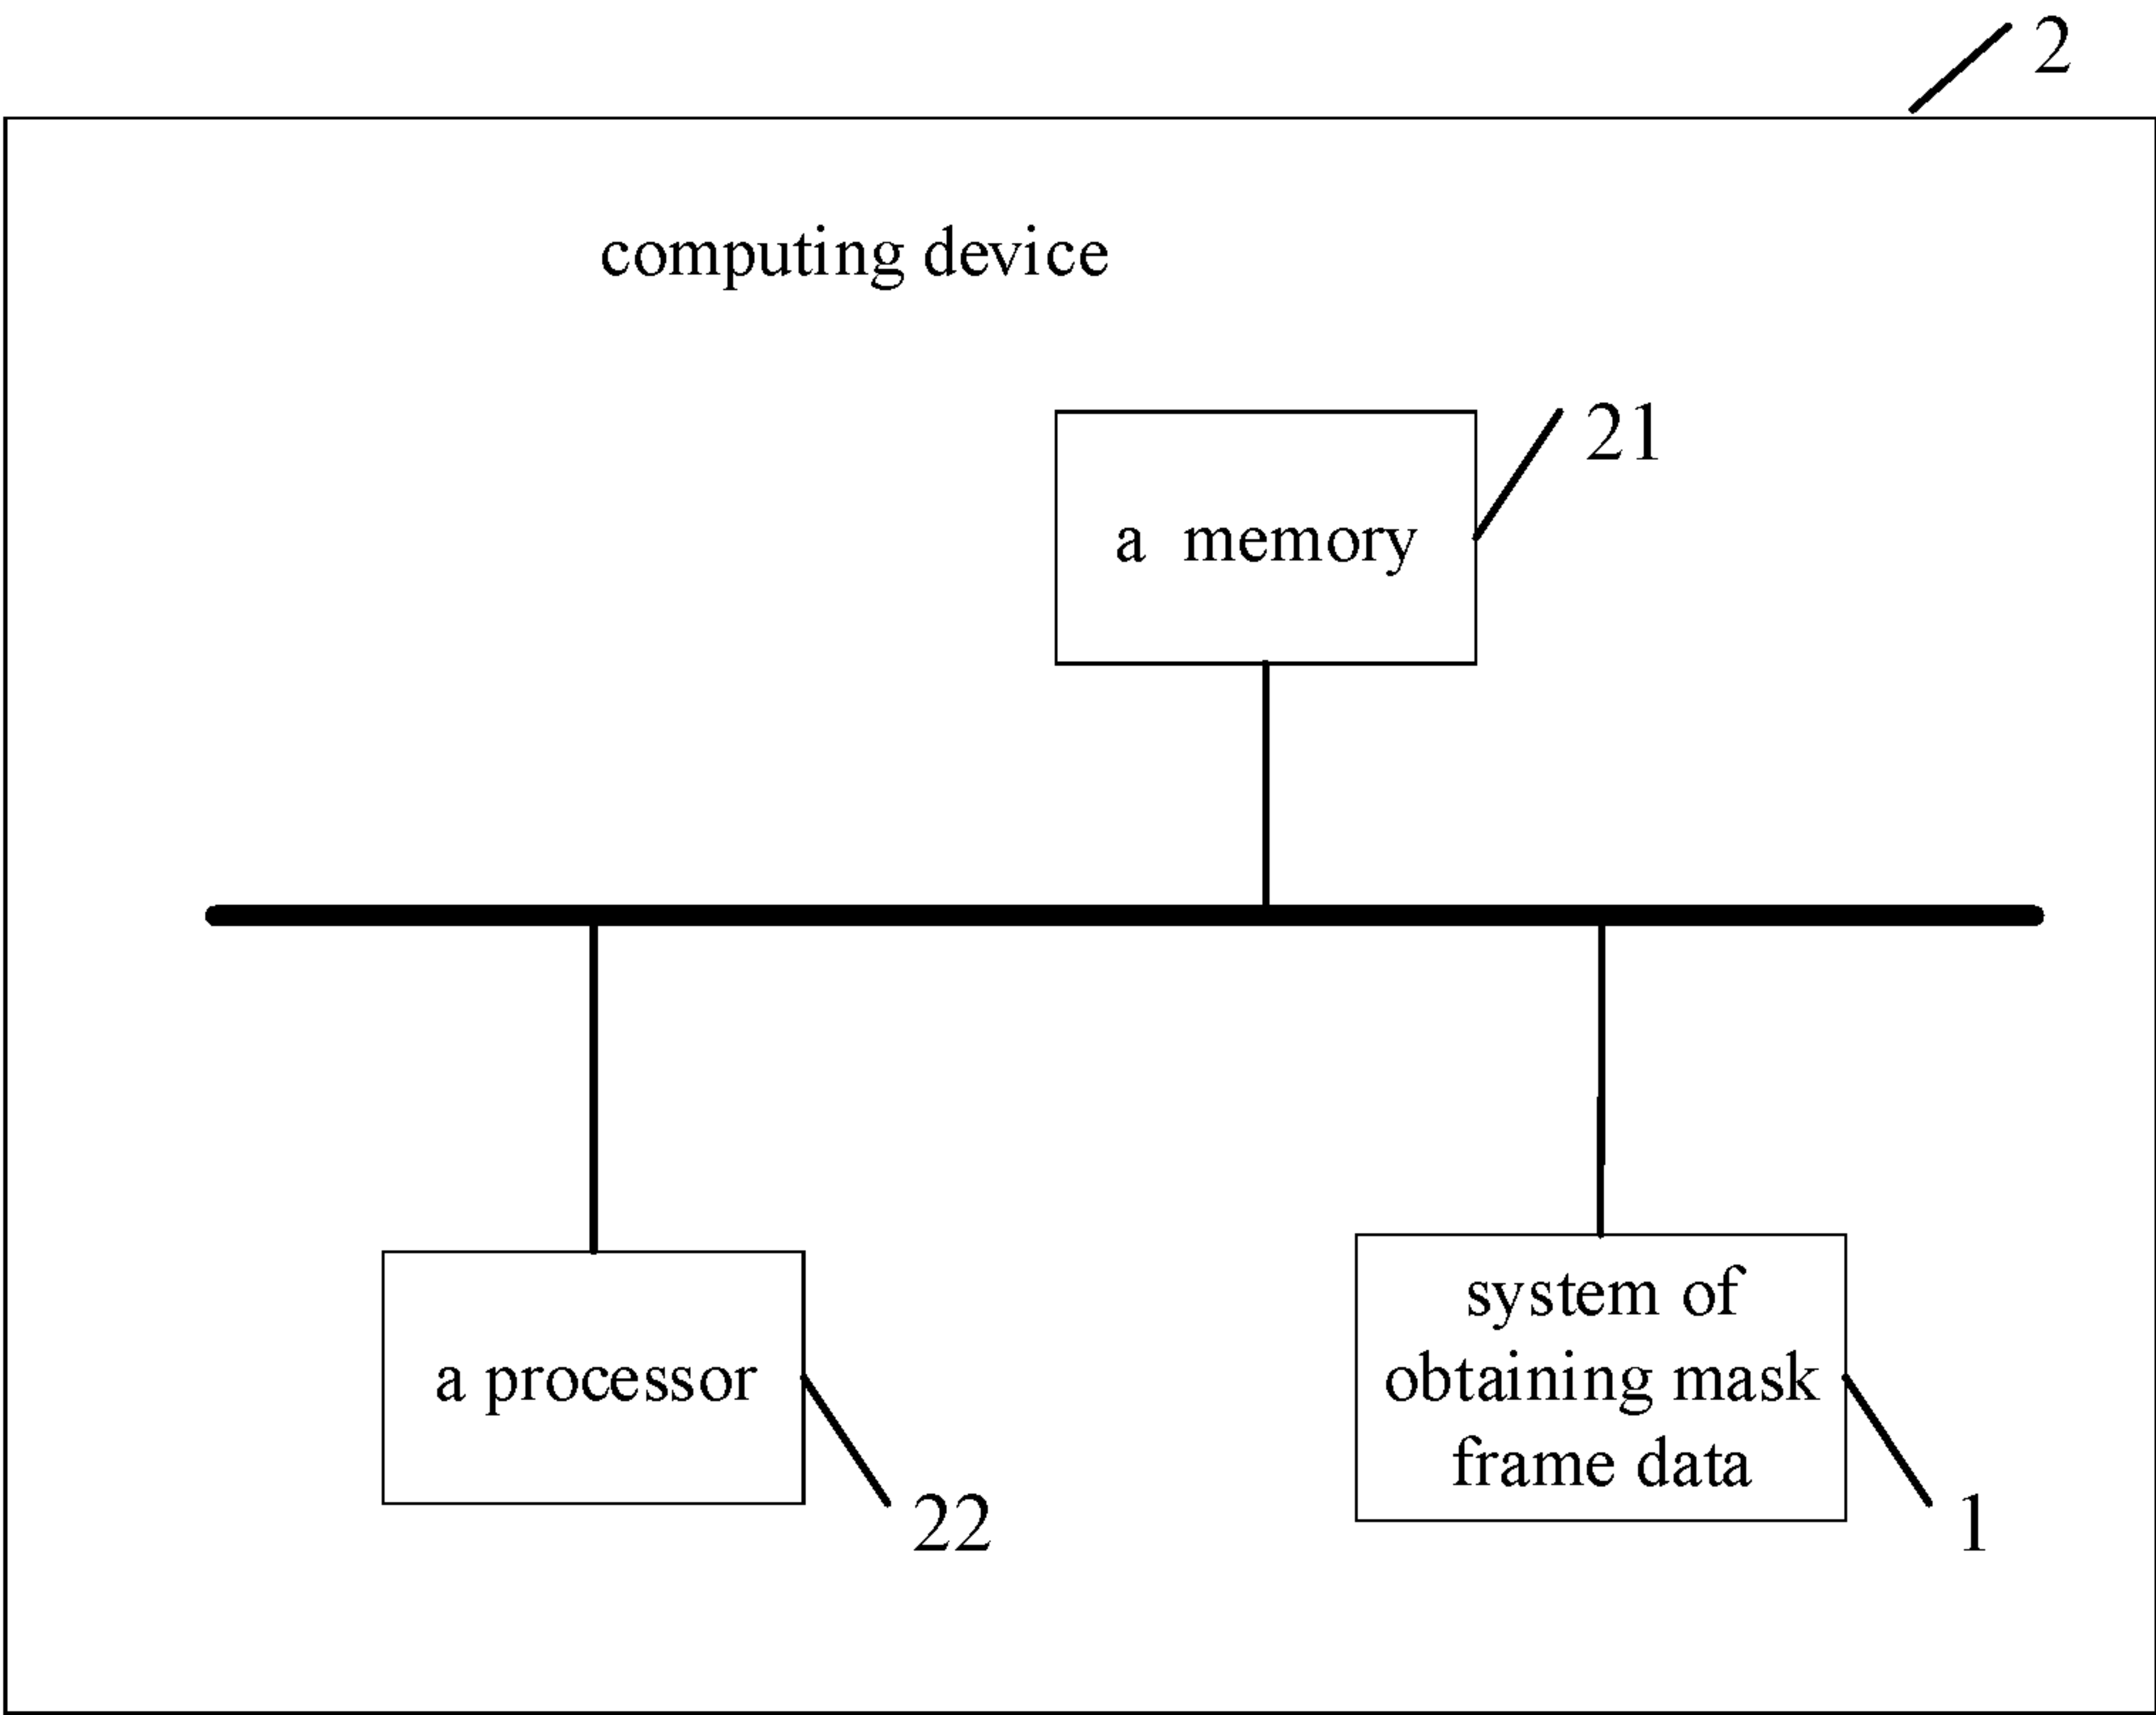 2
computing device
21
a memory
system of
obtaining mask
frame data
a processor
22
1